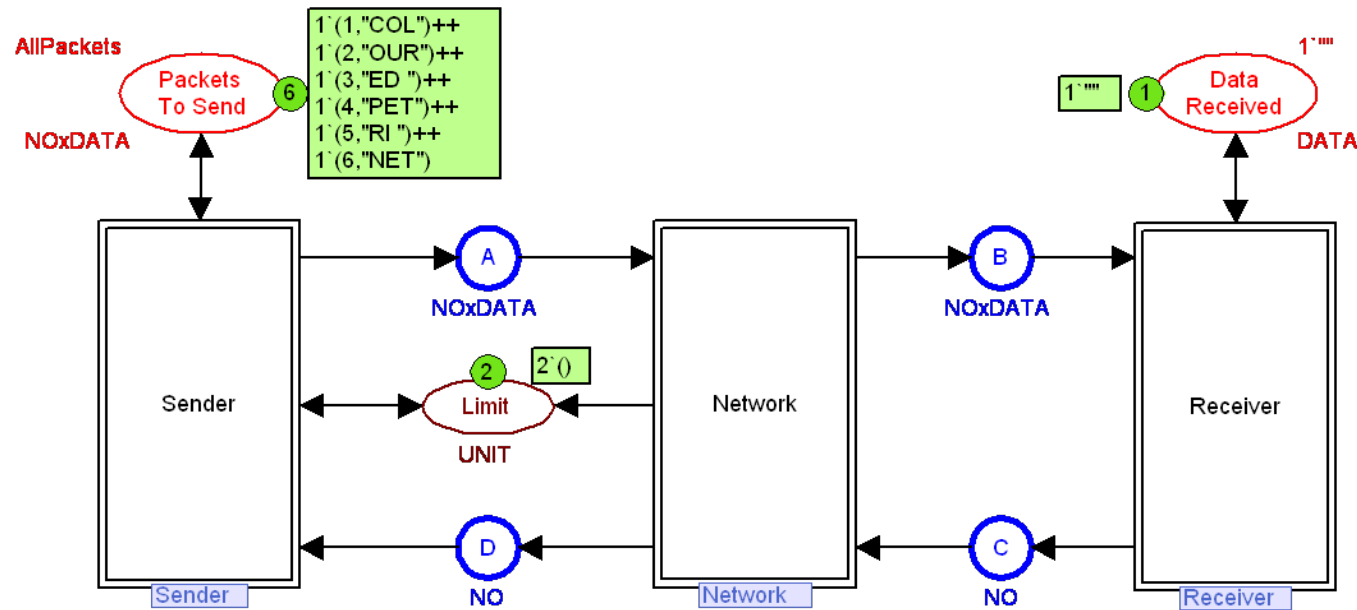 AllPackets
Packets
To Send
6
1`(1,"COL")++
1`(2,"OUR")++
1`(3,"ED ")++
1`(4,"PET")++
1`(5,"RI ")++
1`(6,"NET")
NOxDATA
1`""
1`""
1
Data
Received
DATA
A
NOxDATA
B
NOxDATA
Sender
2
2`()
Limit
UNIT
Network
Receiver
D
NO
C
NO
Sender
Network
Receiver